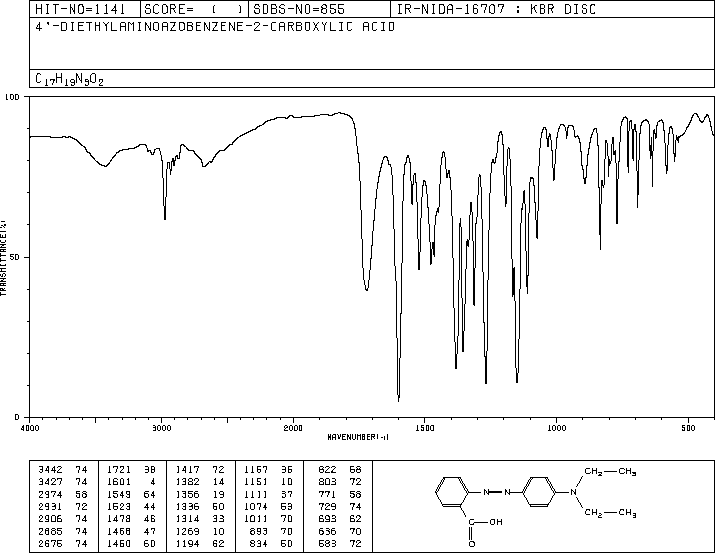 HIT-NO=1141 SCORE= ( ) SDBS-NO=855 IR-NIDA-16707 : KBR DISC
4'-DIETHYLAMINOAZOBENZENE-2-CARBOXYLIC ACID
C17H19N3O2
100
50
0
TRANSMITTANCE(%)
4000 3000 2000 1500 1000 500
WAVENUMBER(-1)
3442 74 1721 38 1417 72 1167 36 822 68
3427 74 1601 4 1382 14 1151 10 803 72
2974 58 1549 64 1356 19 1111 37 771 58
2931 72 1523 44 1336 50 1074 53 729 74
2906 74 1478 46 1314 33 1011 70 693 62
2885 74 1468 47 1269 10 893 70 636 70
2676 74 1460 60 1194 62 834 50 583 72
CH2 CH3
N N N
CH2 CH3
C OH
O